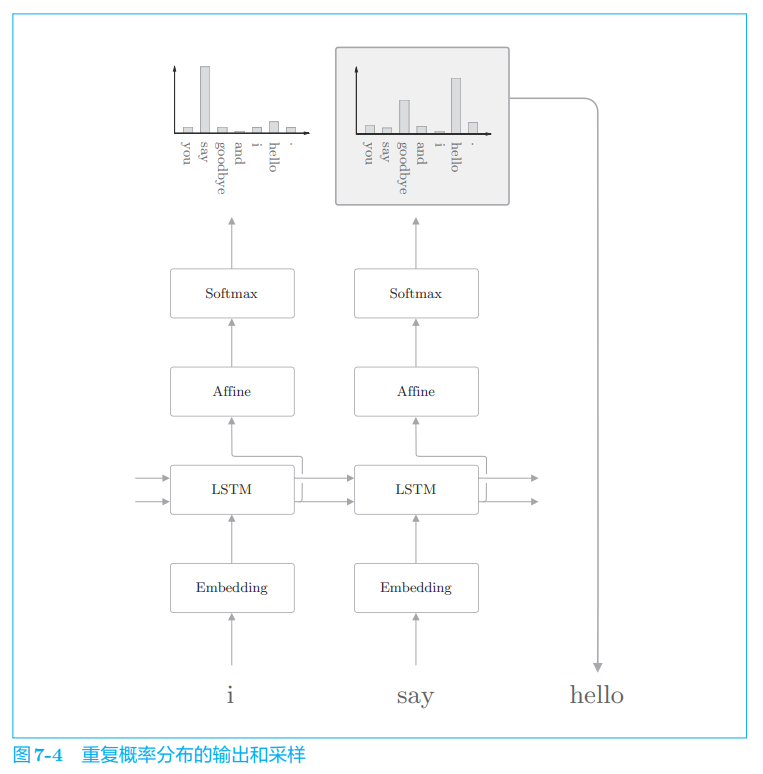 you say goodbye and i hello .
you say goodbye and i hello .
Softmax Softmax
Affine Affine
LSTM LSTM
Embedding Embedding
i say hello
图7-4 重复概率分布的输出和采样